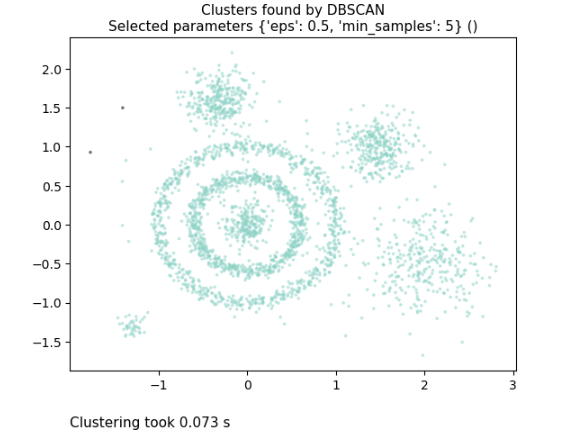 Clusters found by DBSCAN
Selected parameters {'eps': 0.5, 'min_samples': 5} ()
2.0
1.5
1.0
0.5
0.0
−0.5
−1.0
−1.5
−1 0 1 2 3
Clustering took 0.073 s